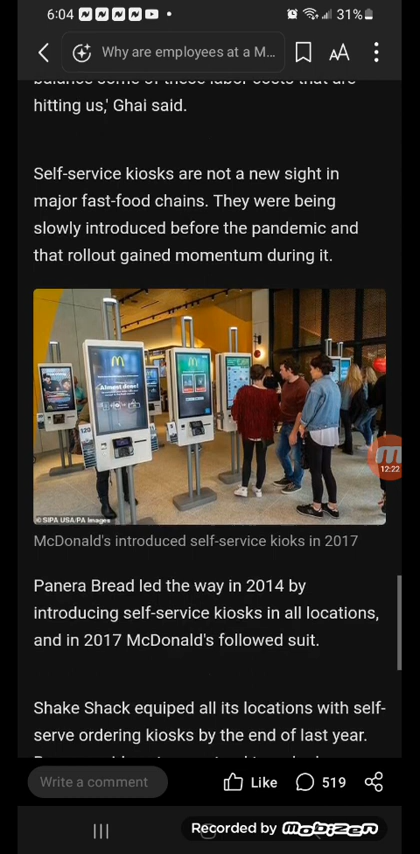 6:04
31%
Why are employees at a M...
AA
hitting us,' Ghai said.
Self-service kiosks are not a new sight in
major fast-food chains. They were being
slowly introduced before the pandemic and
that rollout gained momentum during it.
Almost done!
120
© SIPA USA/PA Images
12:22
McDonald's introduced self-service kioks in 2017
Panera Bread led the way in 2014 by
introducing self-service kiosks in all locations,
and in 2017 McDonald's followed suit.
Shake Shack equiped all its locations with self-
serve ordering kiosks by the end of last year.
Write a comment
Like
519
Recorded by mobizen